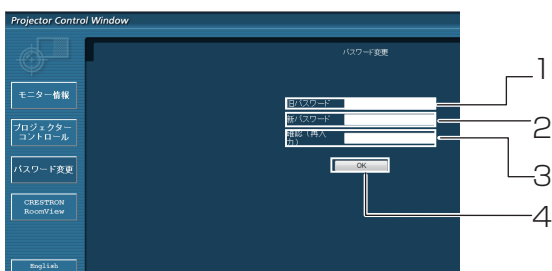 Projector Control Window
パスワード変更
モニター情報
プロジェクター
コントロール
パスワード変更
CRESTRON
RoomView
English
旧パスワード
新パスワード
確認（再入
力）
OK
1
2
3
4